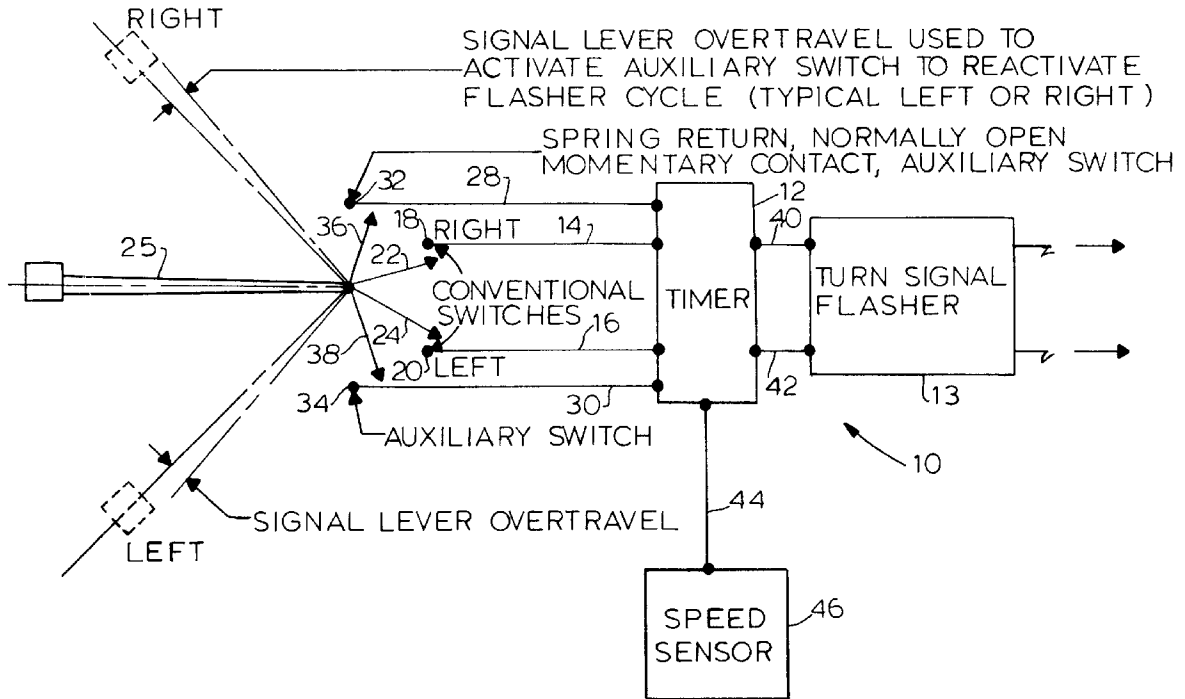 RIGHT
SIGNAL LEVER OVERTRAVEL USED TO
ACTIVATE AUXILIARY SWITCH TO REACTIVATE
FLASHER CYCLE (TYPICAL LEFT OR RIGHT)
SPRING RETURN, NORMALLY OPEN
MOMENTARY CONTACT, AUXILIARY SWITCH
32
28
12
40
36
18
RIGHT
14
25
22
CONVENTIONAL
SWITCHES
TIMER
TURN SIGNAL
FLASHER
24
16
38
20
LEFT
42
34
30
13
AUXILIARY SWITCH
10
SIGNAL LEVER OVERTRAVEL
44
LEFT
SPEED
SENSOR
46